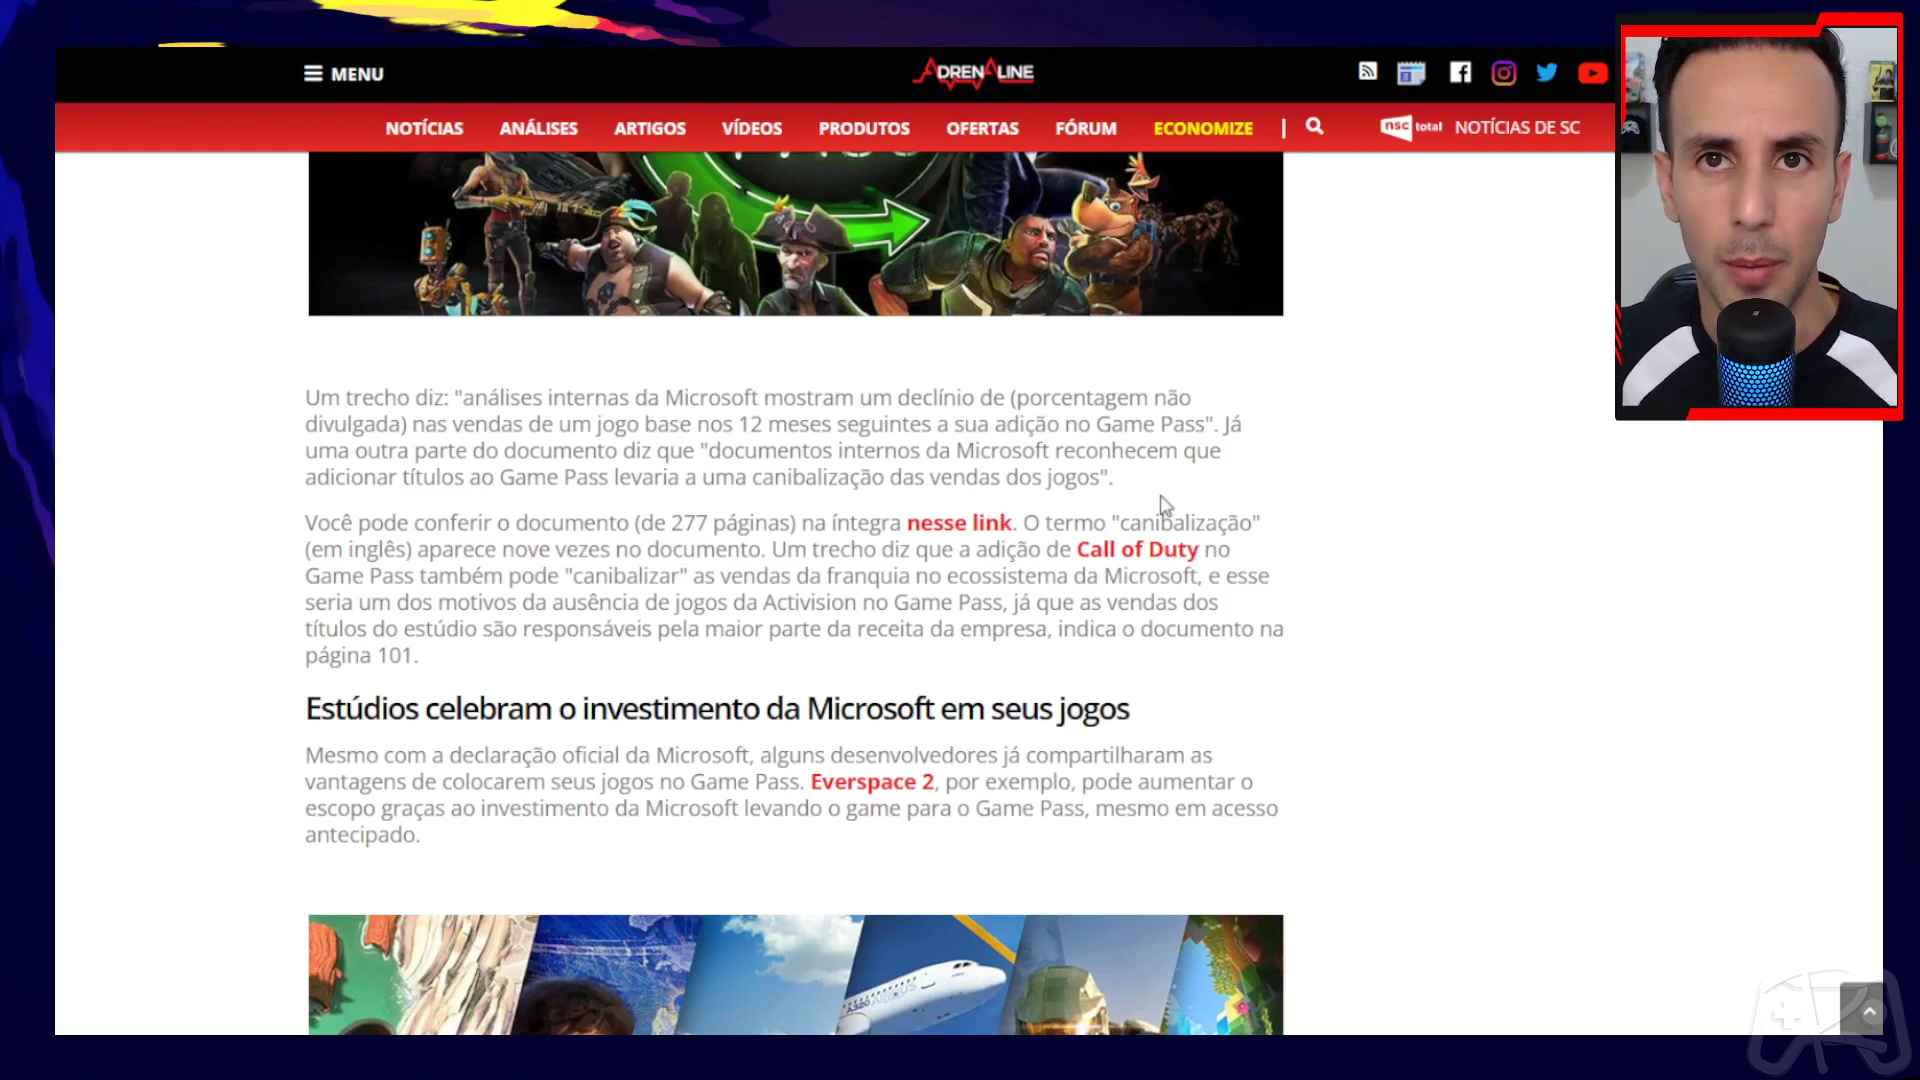 MENU
ADRENALINE
NOTÍCIAS ANÁLISES ARTIGOS VÍDEOS PRODUTOS OFERTAS FÓRUM ECONOMIZE | nsc total NOTÍCIAS DE SC
Um trecho diz: "análises internas da Microsoft mostram um declínio de (porcentagem não
divulgada) nas vendas de um jogo base nos 12 meses seguintes a sua adição no Game Pass". Já
uma outra parte do documento diz que "documentos internos da Microsoft reconhecem que
adicionar títulos ao Game Pass levaria a uma canibalização das vendas dos jogos".
Você pode conferir o documento (de 277 páginas) na íntegra nesse link. O termo "canibalização"
(em inglês) aparece nove vezes no documento. Um trecho diz que a adição de Call of Duty no
Game Pass também pode "canibalizar" as vendas da franquia no ecossistema da Microsoft, e esse
seria um dos motivos da ausência de jogos da Activision no Game Pass, já que as vendas dos
títulos do estúdio são responsáveis pela maior parte da receita da empresa, indica o documento na
página 101.
Estúdios celebram o investimento da Microsoft em seus jogos
Mesmo com a declaração oficial da Microsoft, alguns desenvolvedores já compartilharam as
vantagens de colocarem seus jogos no Game Pass. Everspace 2, por exemplo, pode aumentar o
escopo graças ao investimento da Microsoft levando o game para o Game Pass, mesmo em acesso
antecipado.
A320 AIRBUS